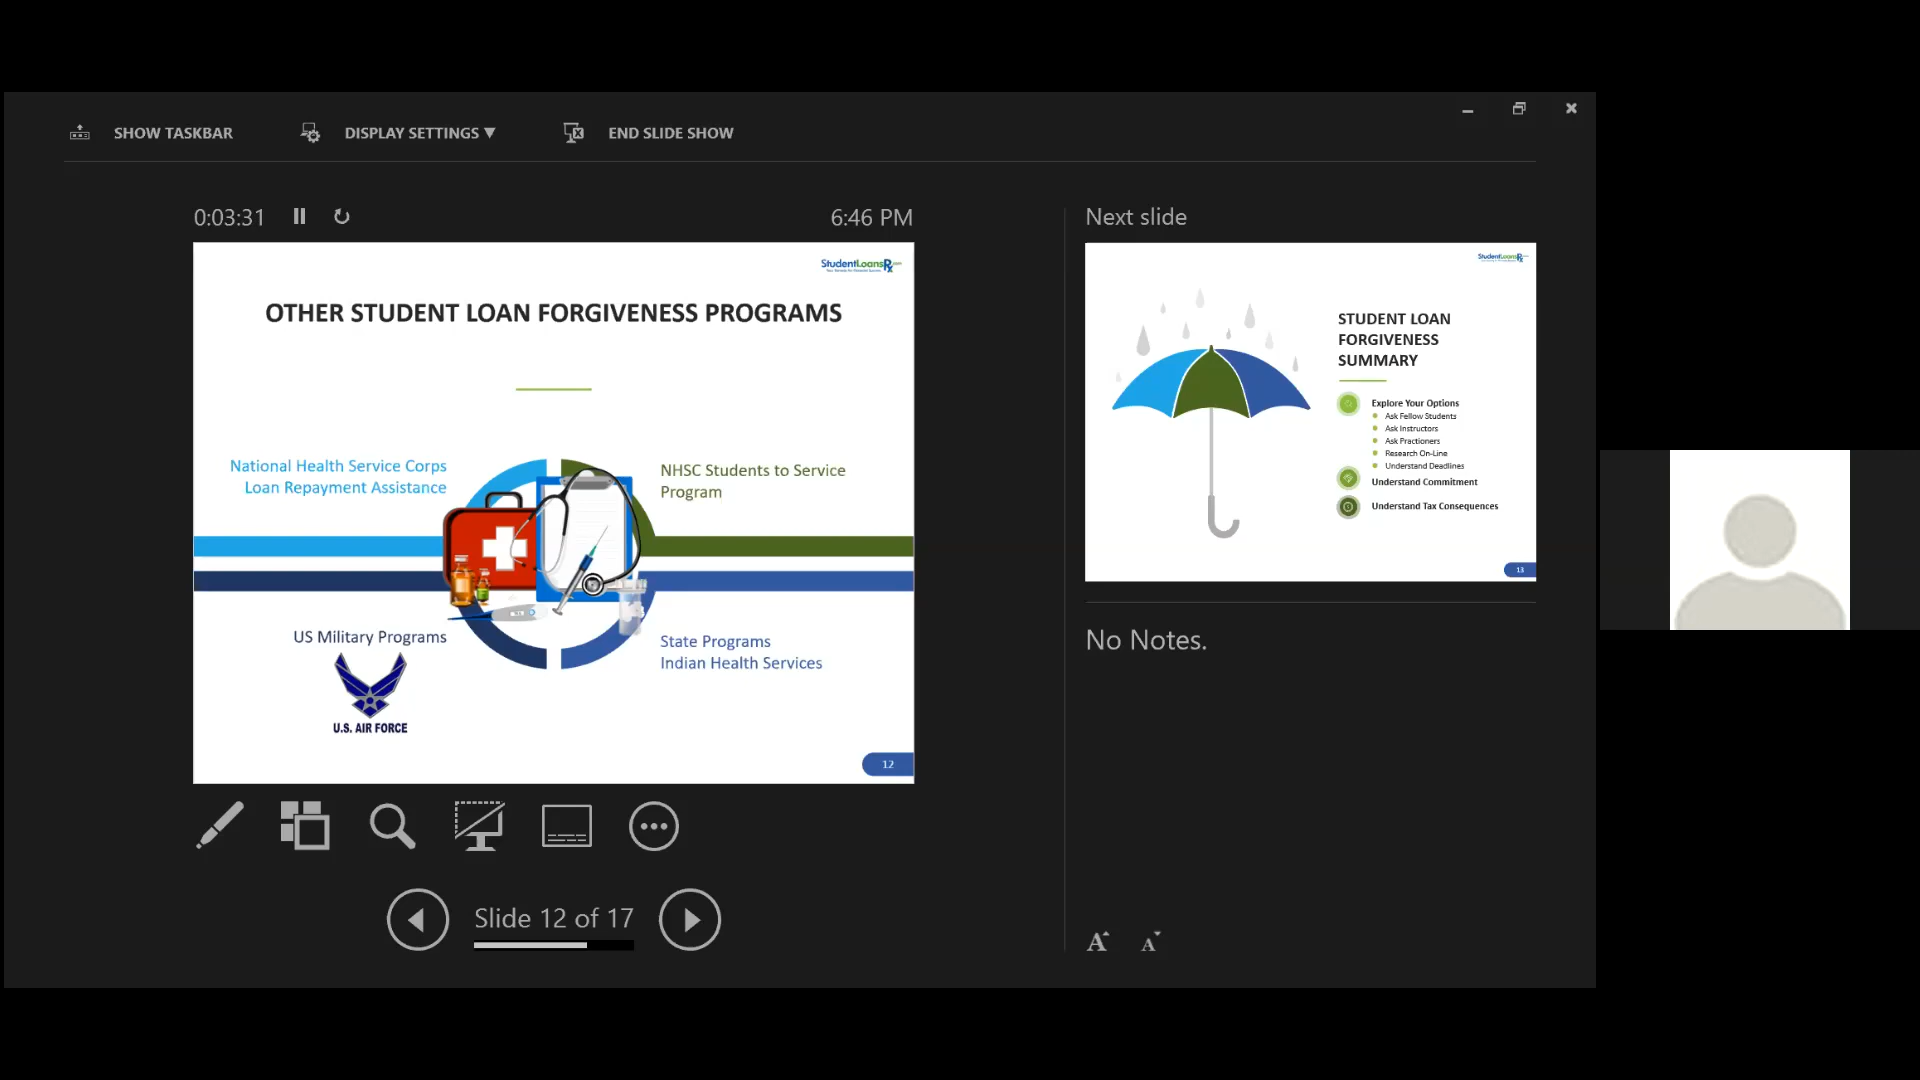 SHOW TASKBAR
DISPLAY SETTINGS ▼
END SLIDE SHOW
0:03:31
6:46 PM
StudentLoansRx.com
OTHER STUDENT LOAN FORGIVENESS PROGRAMS
National Health Service Corps
Loan Repayment Assistance
NHSC Students to Service
Program
US Military Programs
U.S. AIR FORCE
State Programs
Indian Health Services
12
Slide 12 of 17
Next slide
StudentLoansRx
STUDENT LOAN
FORGIVENESS
SUMMARY
Explore Your Options
Ask Fellow Students
Ask Instructors
Ask Practioners
Research On-Line
Understand Deadlines
Understand Commitment
Understand Tax Consequences
13
No Notes.
A A